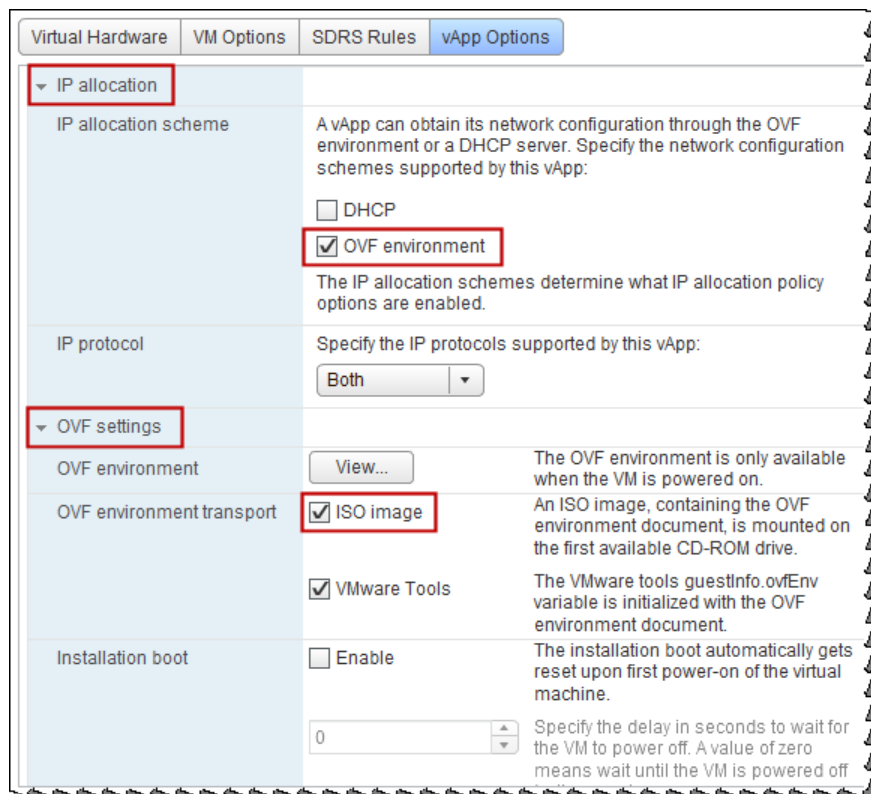 Virtual Hardware VM Options SDRS Rules vApp Options
IP allocation
IP allocation scheme
A vApp can obtain its network configuration through the OVF
environment or a DHCP server. Specify the network configuration
schemes supported by this vApp:
DHCP
OVF environment
The IP allocation schemes determine what IP allocation policy
options are enabled.
IP protocol
Specify the IP protocols supported by this vApp:
Both
OVF settings
OVF environment
View...
The OVF environment is only available
when the VM is powered on.
OVF environment transport
ISO image
An ISO image, containing the OVF
environment document, is mounted on
the first available CD-ROM drive.
VMware Tools
The VMware tools guestInfo.ovfEnv
variable is initialized with the OVF
environment document.
Installation boot
Enable
The installation boot automatically gets
reset upon first power-on of the virtual
machine.
0
Specify the delay in seconds to wait for
the VM to power off. A value of zero
means wait until the VM is powered off